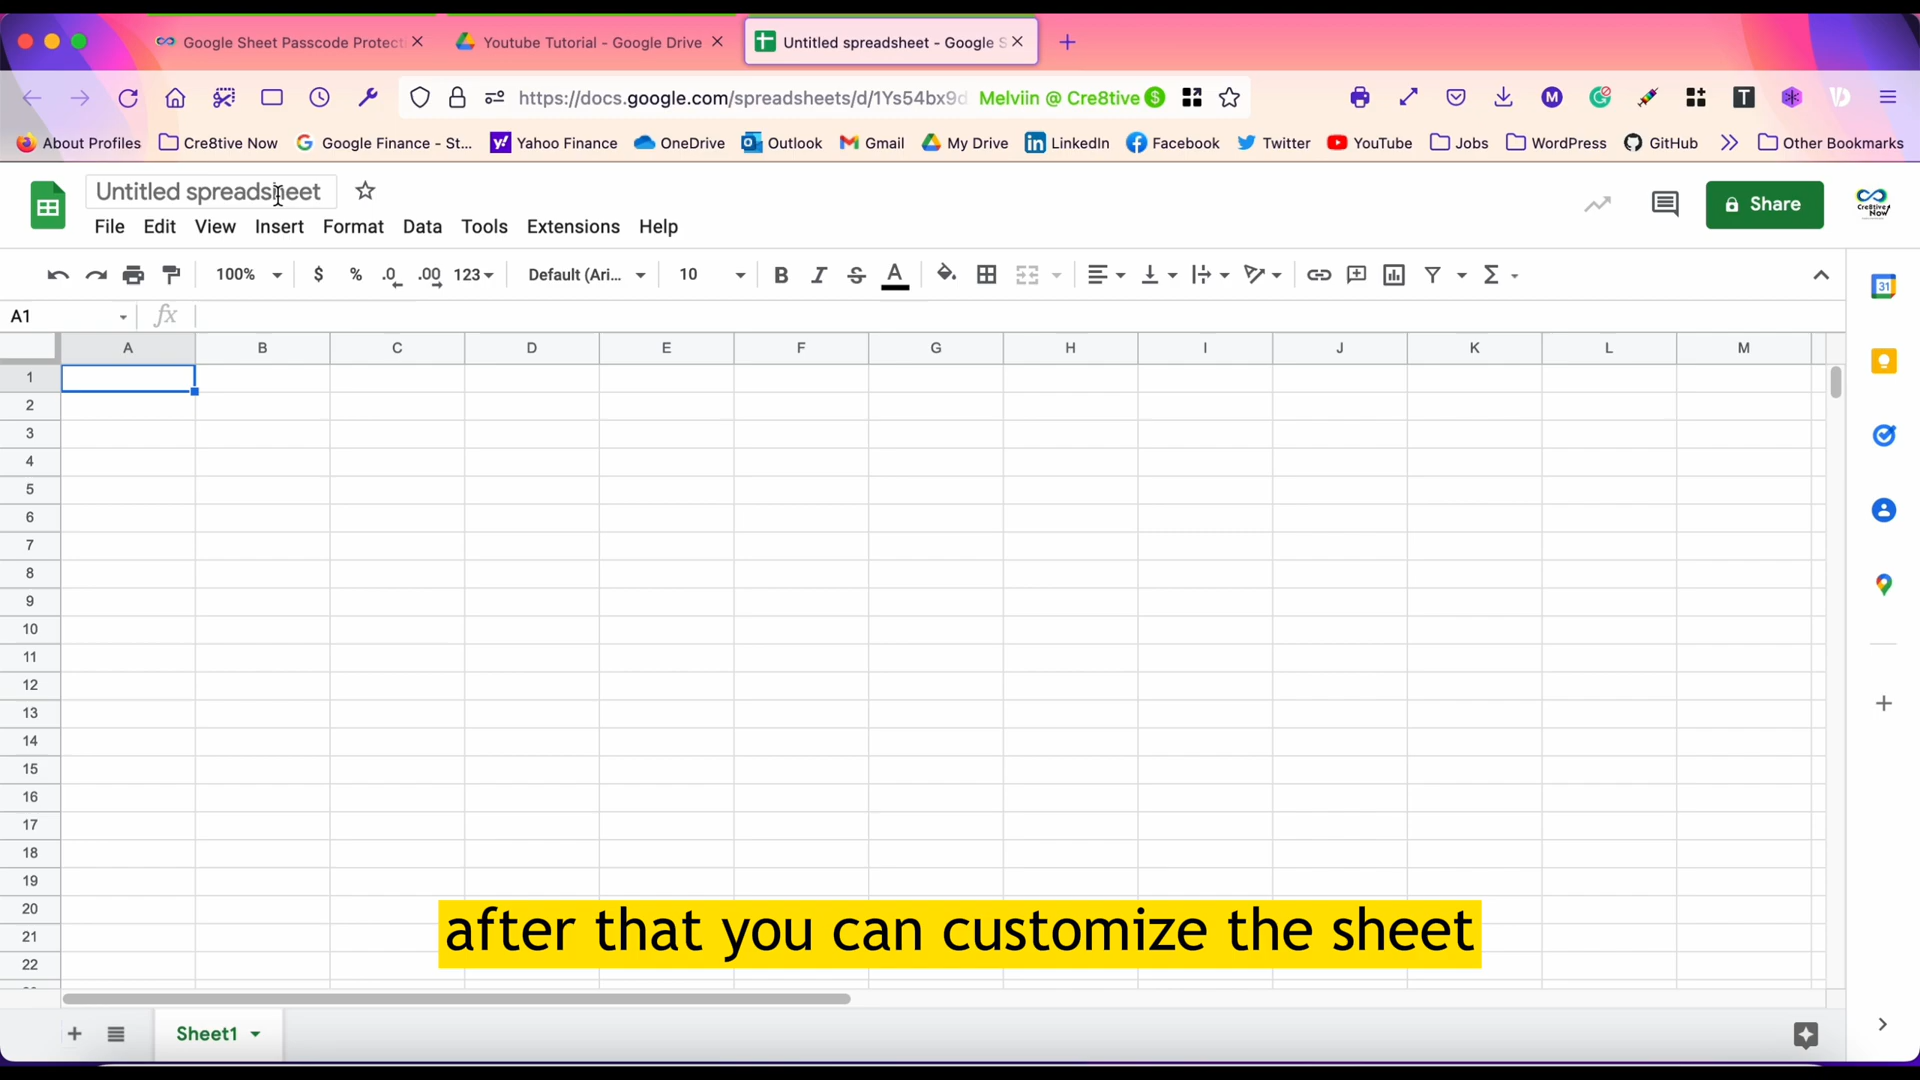 Google Sheet Passcode Protect
Youtube Tutorial - Google Drive
Untitled spreadsheet - Google S
https://docs.google.com/spreadsheets/d/1Ys54bx9d
Melviin @ Cre8tive
About Profiles
Cre8tive Now
Google Finance - St...
Yahoo Finance
OneDrive
Outlook
Gmail
My Drive
LinkedIn
Facebook
Twitter
YouTube
Jobs
WordPress
GitHub
Other Bookmarks
Untitled spreadsheet
Share
Cre8tive Now
File Edit View Insert Format Data Tools Extensions Help
100% $ % .0 .00 123 Default (Ari... 10 B I S A
31
A1 fx
A B C D E F G H I J K L M
1
2
3
4
5
6
7
8
9
10
11
12
13
14
15
16
17
18
19
20
21
22
after that you can customize the sheet
Sheet1